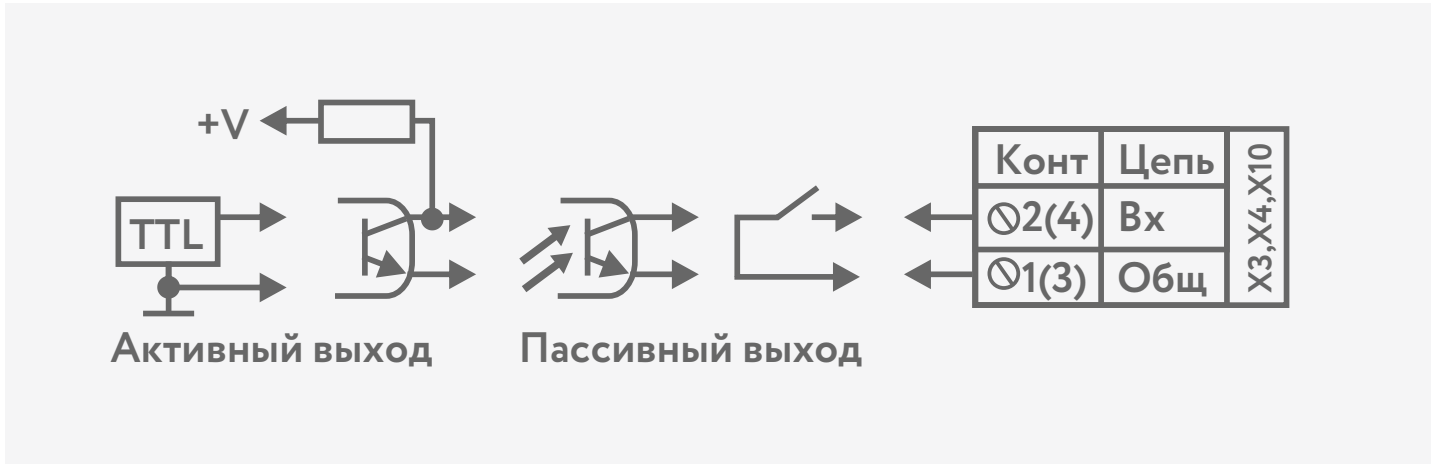 +V
TTL
Активный выход
Пассивный выход
Конт Цепь
2(4) Вх
1(3) Общ
X3,X4,X10